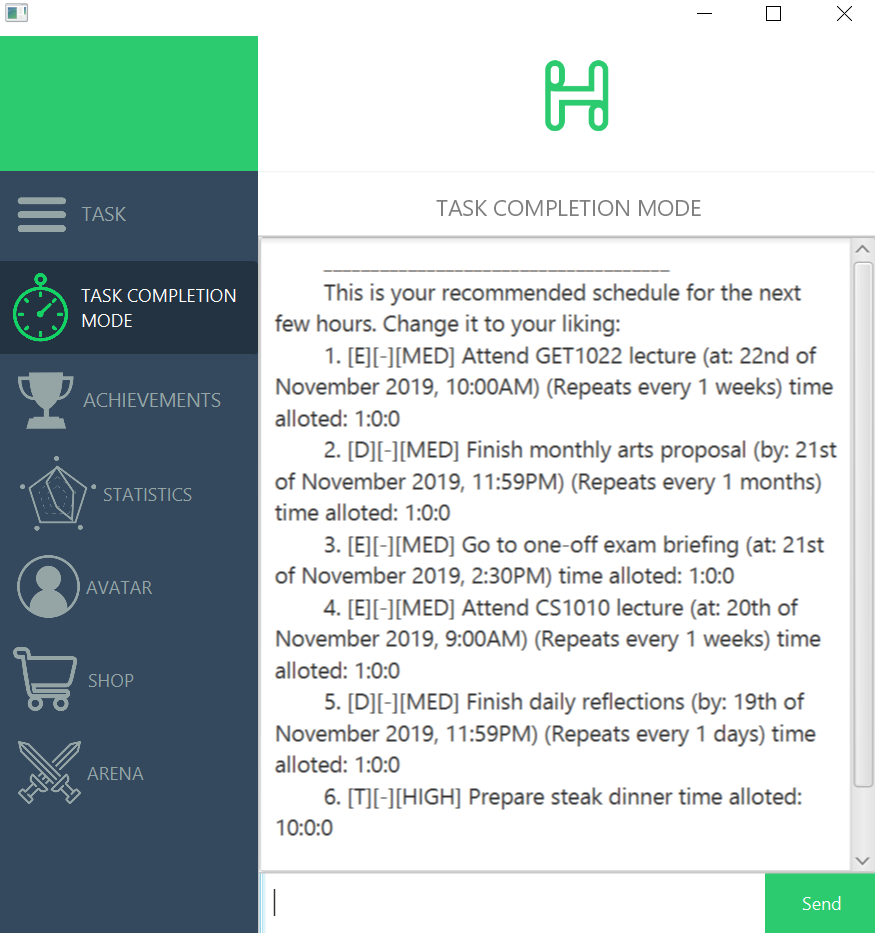 TASK
TASK COMPLETION
MODE
ACHIEVEMENTS
STATISTICS
AVATAR
SHOP
ARENA
TASK COMPLETION MODE
_____________________________________
This is your recommended schedule for the next
few hours. Change it to your liking:
1. [E][-][MED] Attend GET1022 lecture (at: 22nd of
November 2019, 10:00AM) (Repeats every 1 weeks) time
alloted: 1:0:0
2. [D][-][MED] Finish monthly arts proposal (by: 21st
of November 2019, 11:59PM) (Repeats every 1 months)
time alloted: 1:0:0
3. [E][-][MED] Go to one-off exam briefing (at: 21st
of November 2019, 2:30PM) time alloted: 1:0:0
4. [E][-][MED] Attend CS1010 lecture (at: 20th of
November 2019, 9:00AM) (Repeats every 1 weeks) time
alloted: 1:0:0
5. [D][-][MED] Finish daily reflections (by: 19th of
November 2019, 11:59PM) (Repeats every 1 days) time
alloted: 1:0:0
6. [T][-][HIGH] Prepare steak dinner time alloted:
10:0:0
Send